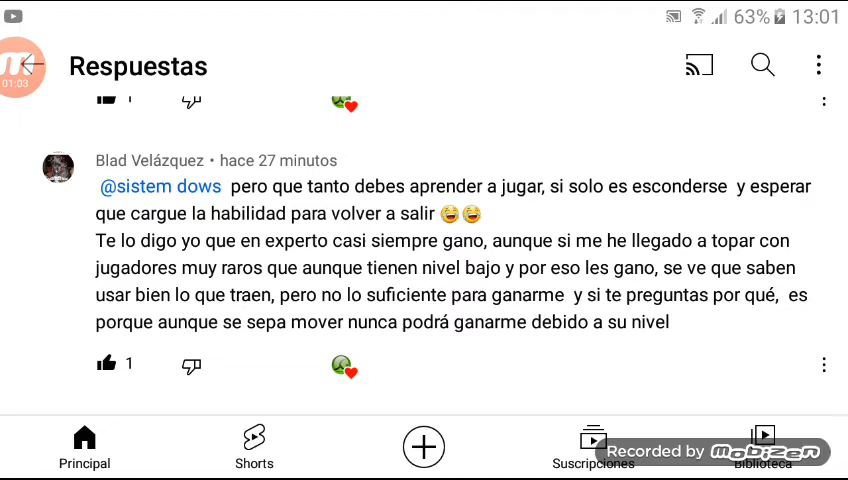 63% 13:01
01:03
Respuestas
1
Blad Velázquez • hace 27 minutos
@sistem dows pero que tanto debes aprender a jugar, si solo es esconderse y esperar
que cargue la habilidad para volver a salir 😂😂
Te lo digo yo que en experto casi siempre gano, aunque si me he llegado a topar con
jugadores muy raros que aunque tienen nivel bajo y por eso les gano, se ve que saben
usar bien lo que traen, pero no lo suficiente para ganarme y si te preguntas por qué, es
porque aunque se sepa mover nunca podrá ganarme debido a su nivel
1
Principal
Shorts
Suscripciones
Biblioteca
Recorded by mobizen